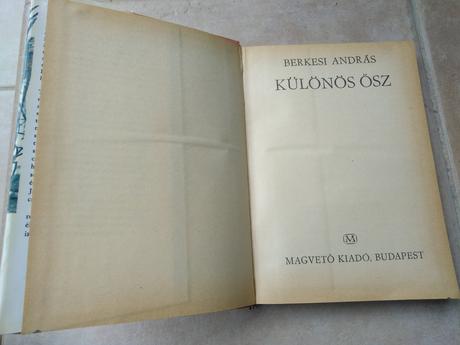 BERKESI ANDRÁS
KÜLÖNÖS ŐSZ
M
MAGVETŐ KIADÓ, BUDAPEST